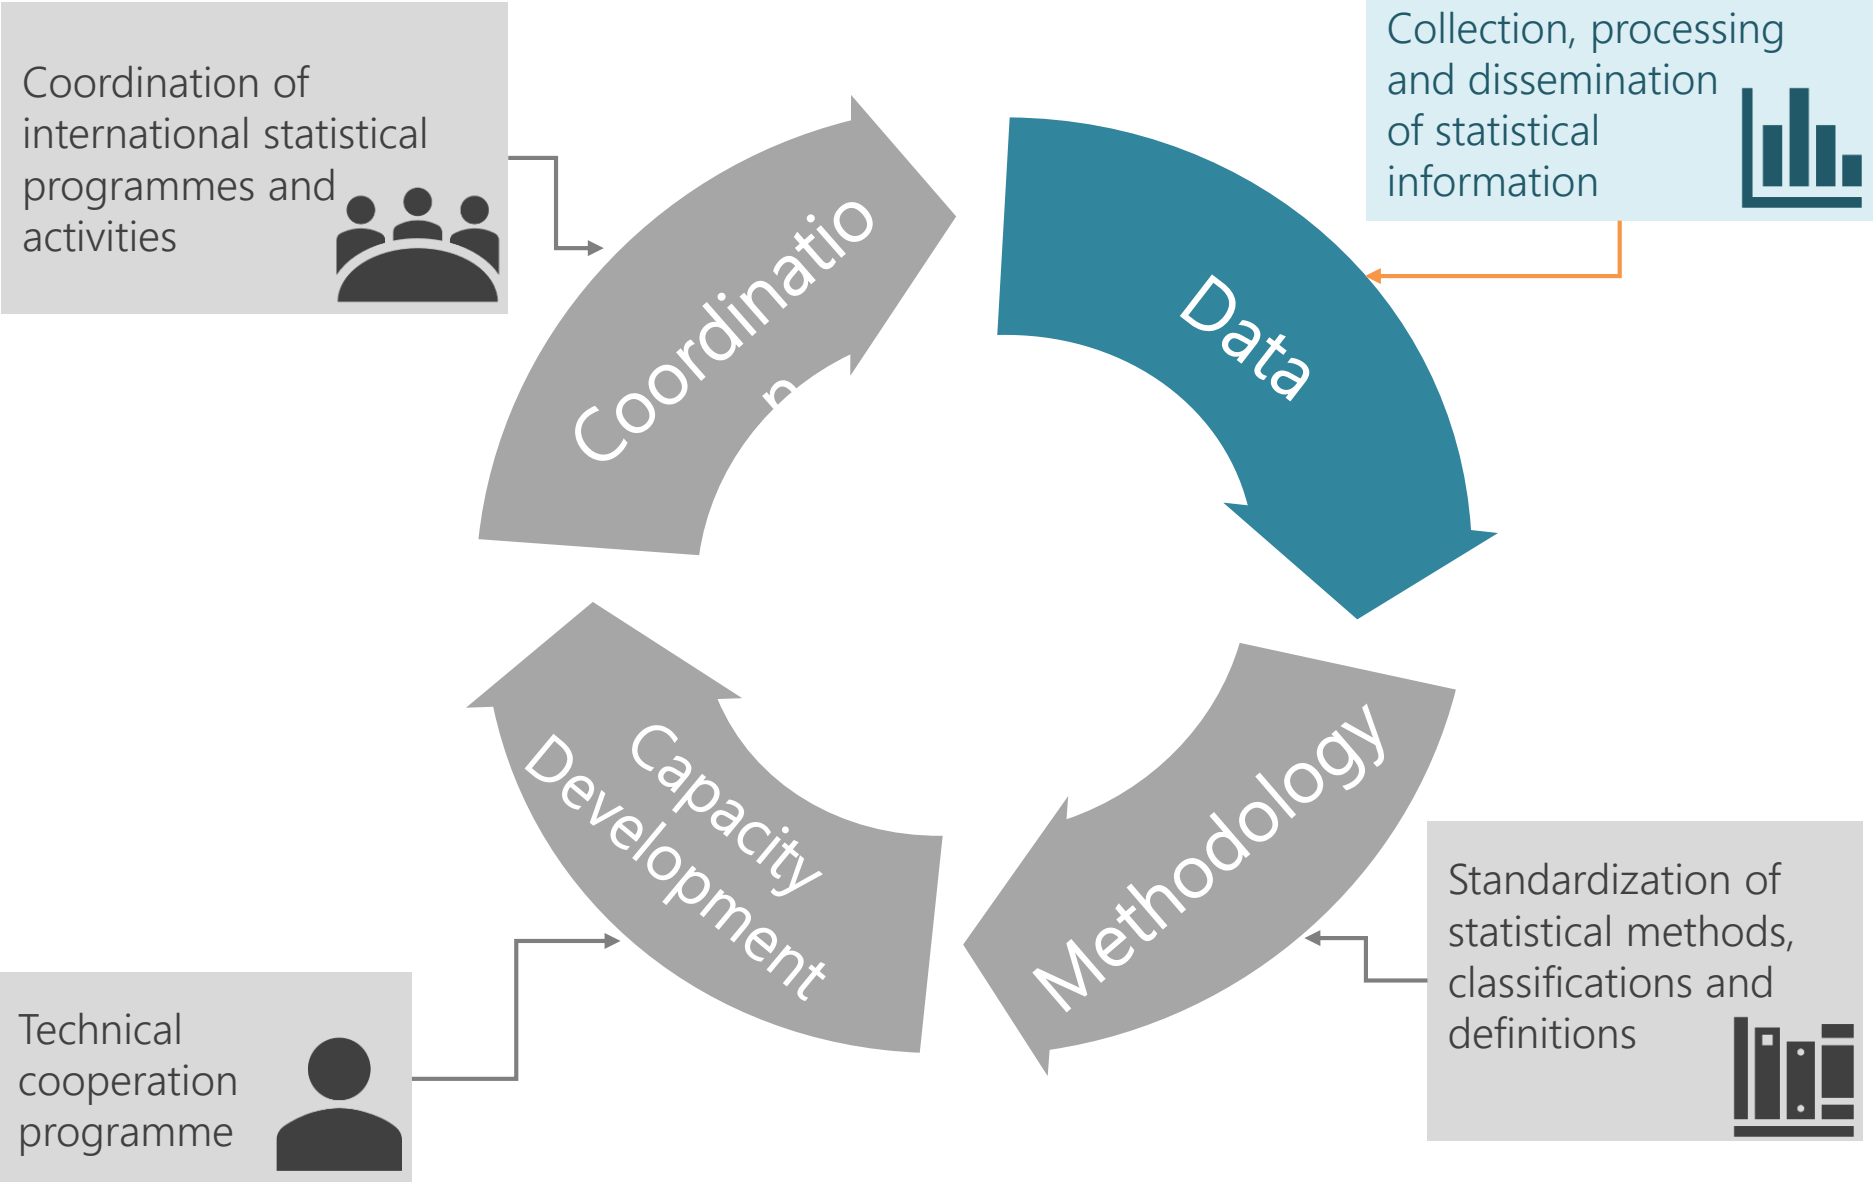 Coordination of
international statistical
programmes and
activities
Collection, processing
and dissemination
of statistical
information
Coordinatio
n
Data
Capacity
Development
Methodology
Technical
cooperation
programme
Standardization of
statistical methods,
classifications and
definitions